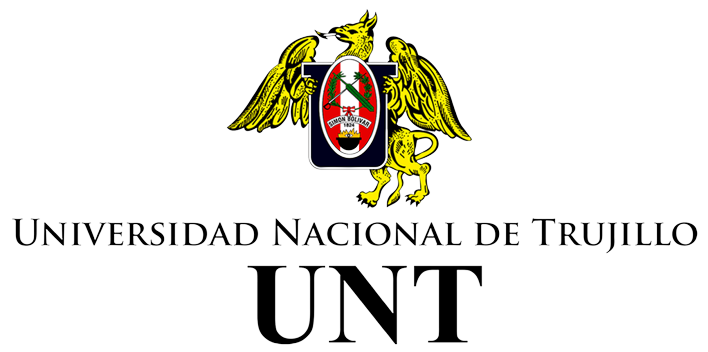 SIMON BOLIVAR
1824
UNIVERSIDAD NACIONAL DE TRUJILLO
UNT